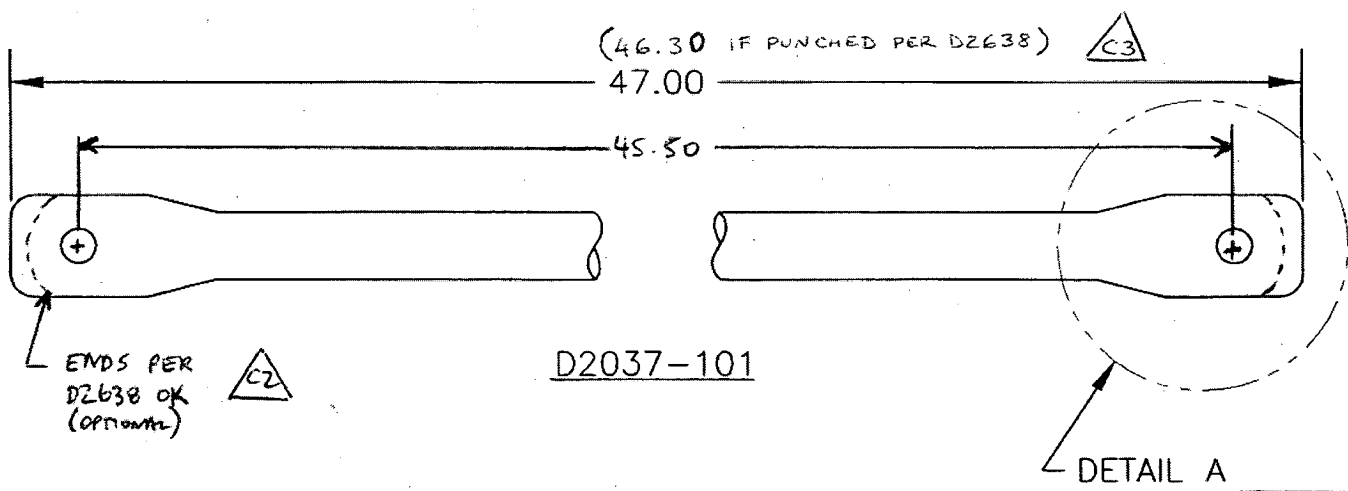 (46.30 IF PUNCHED PER D2638)
C3
47.00
45.50
ENDS PER
D2638 OK
(OPTIONAL)
C2
D2037-101
DETAIL A